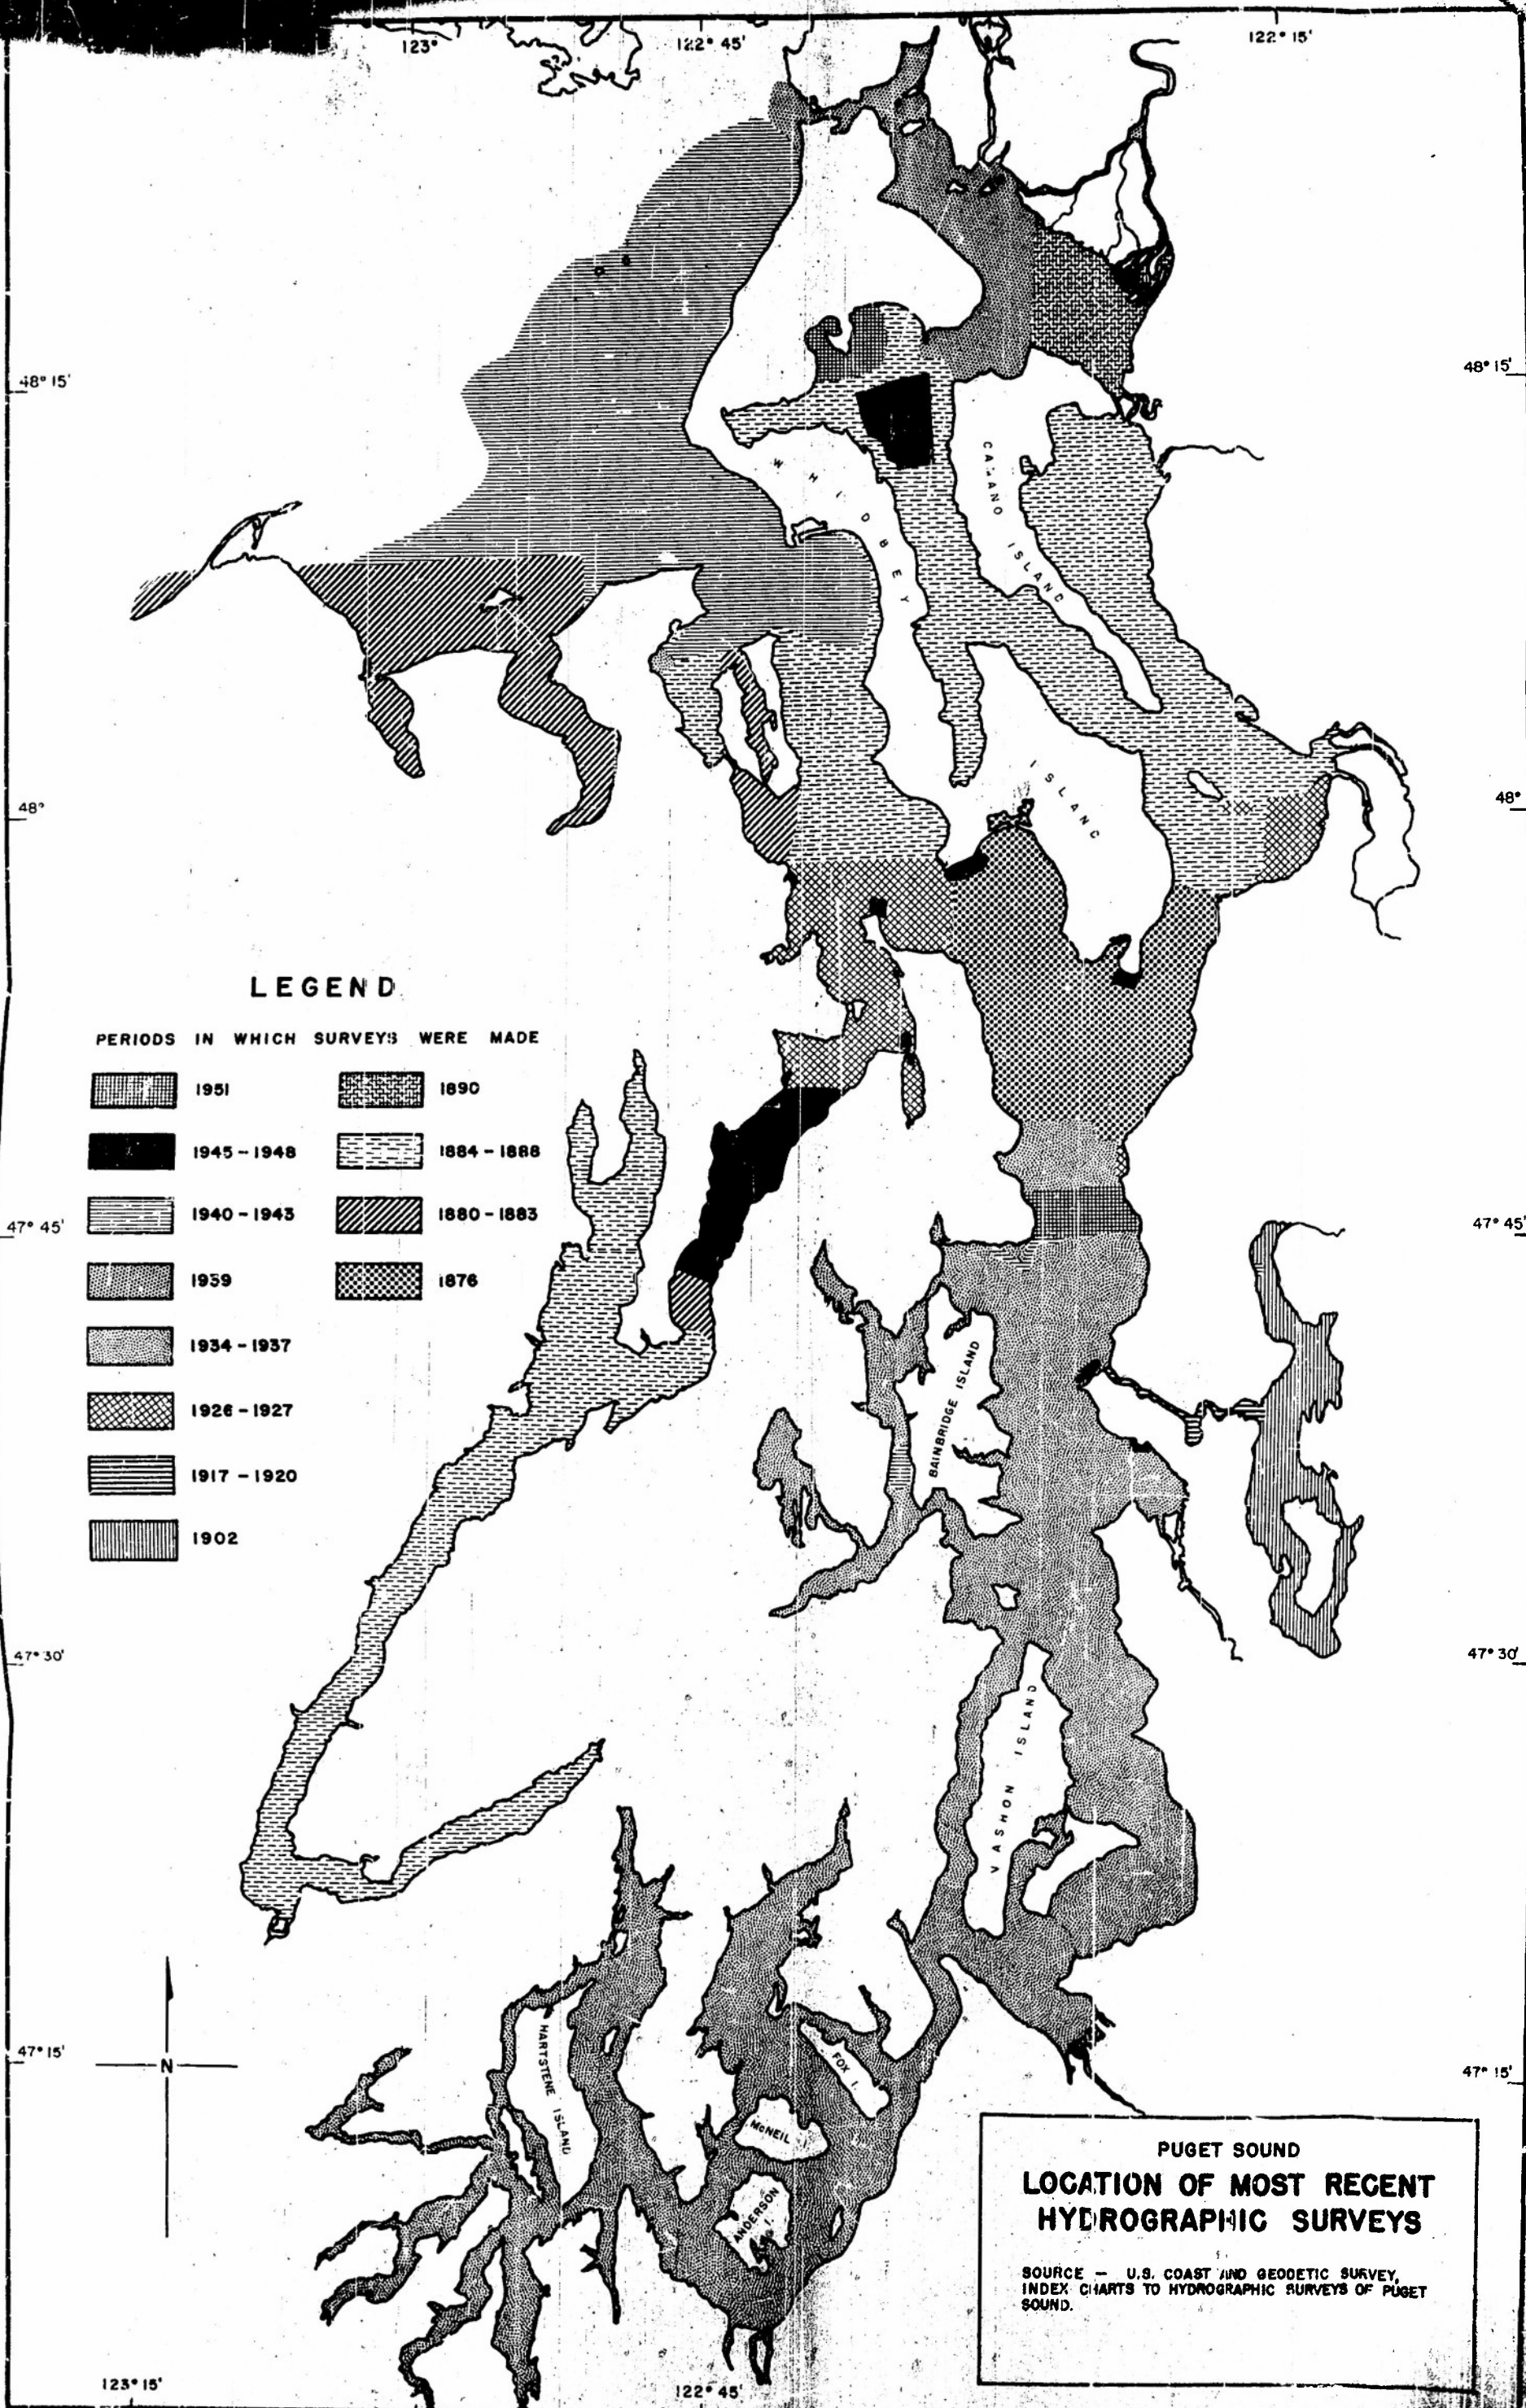 123°
122° 45'
122° 15'
48° 15'
48° 15'
WHIDBEY
CAMANO ISLAND
ISLAND
48°
48°
LEGEND
PERIODS IN WHICH SURVEYS WERE MADE
1951
1890
1945-1948
1884-1888
1940-1943
1880-1883
1939
1876
1934-1937
1926-1927
1917-1920
1902
47° 45'
47° 45'
BAINBRIDGE ISLAND
47° 30'
47° 30'
VASHON ISLAND
47° 15'
47° 15'
N
HARTSTENE ISLAND
FOX I.
McNEIL I.
ANDERSON I.
PUGET SOUND
LOCATION OF MOST RECENT
HYDROGRAPHIC SURVEYS
SOURCE — U.S. COAST AND GEODETIC SURVEY,
INDEX CHARTS TO HYDROGRAPHIC SURVEYS OF PUGET
SOUND.
123° 15'
122° 45'